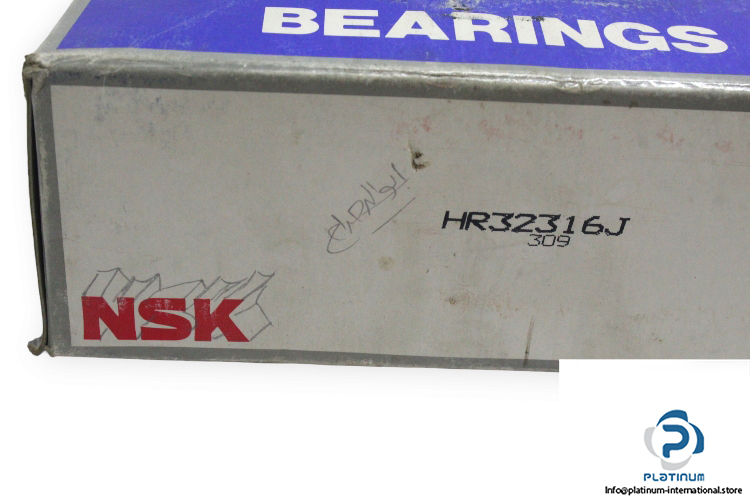 BEARINGS
HR32316J
309
NSK
PLATINUM
Info@platinum-international.store